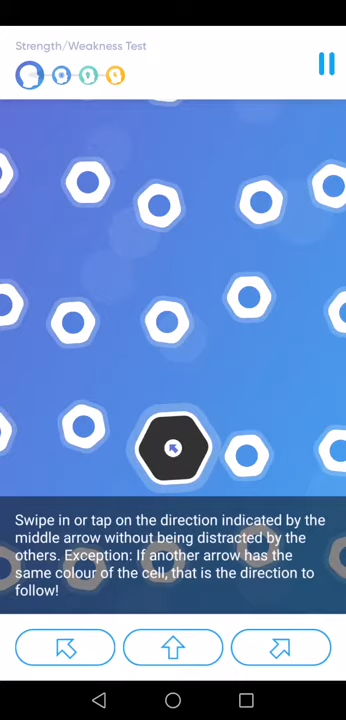 Strength/Weakness Test
Swipe in or tap on the direction indicated by the
middle arrow without being distracted by the
others. Exception: If another arrow has the
same colour of the cell, that is the direction to
follow!